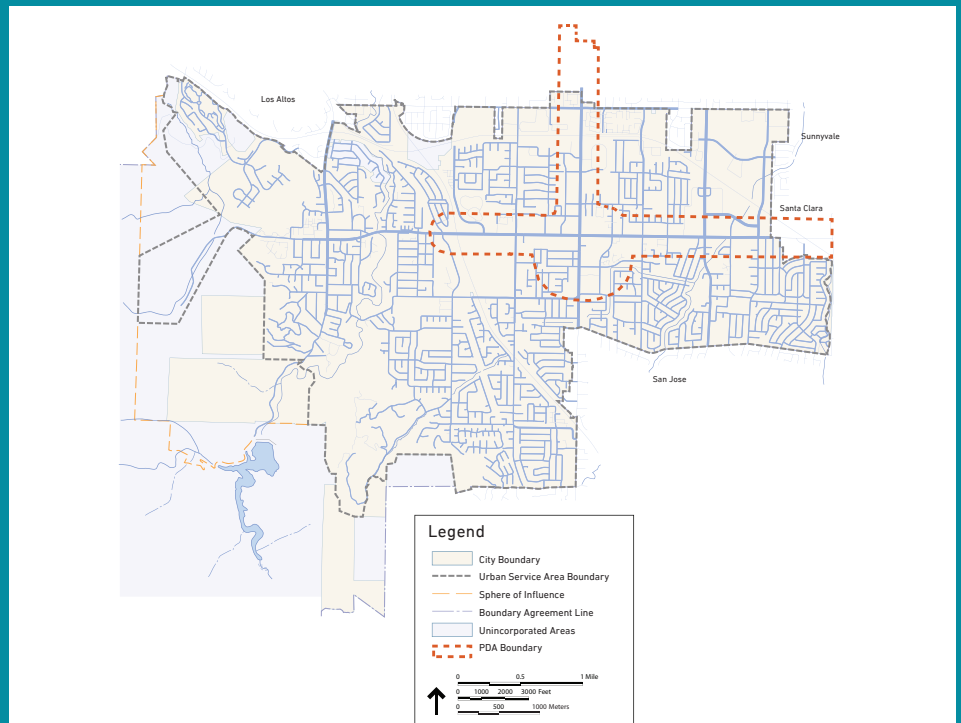 Los Altos
Sunnyvale
Santa Clara
San Jose
Legend
City Boundary
Urban Service Area Boundary
Sphere of Influence
Boundary Agreement Line
Unincorporated Areas
PDA Boundary
0 0.5 1 Mile
0 1000 2000 3000 Feet
0 500 1000 Meters